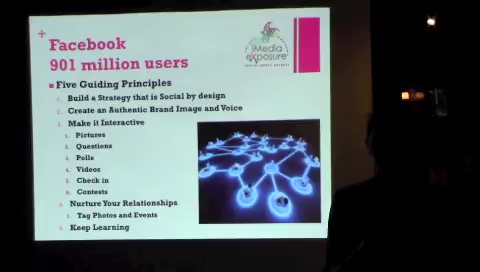 +
Facebook
901 million users
iMedia
eXposure
Five Guiding Principles
1. Build a Strategy that is Social by design
2. Create an Authentic Brand Image and Voice
3. Make it Interactive
1. Pictures
2. Questions
3. Polls
4. Videos
5. Check in
6. Contests
4. Nurture Your Relationships
1. Tag Photos and Events
5. Keep Learning